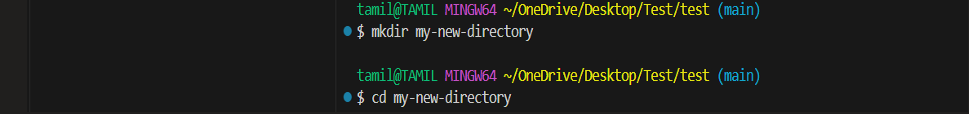 tamil@TAMIL MINGW64 ~/OneDrive/Desktop/Test/test (main)
$ mkdir my-new-directory
tamil@TAMIL MINGW64 ~/OneDrive/Desktop/Test/test (main)
$ cd my-new-directory